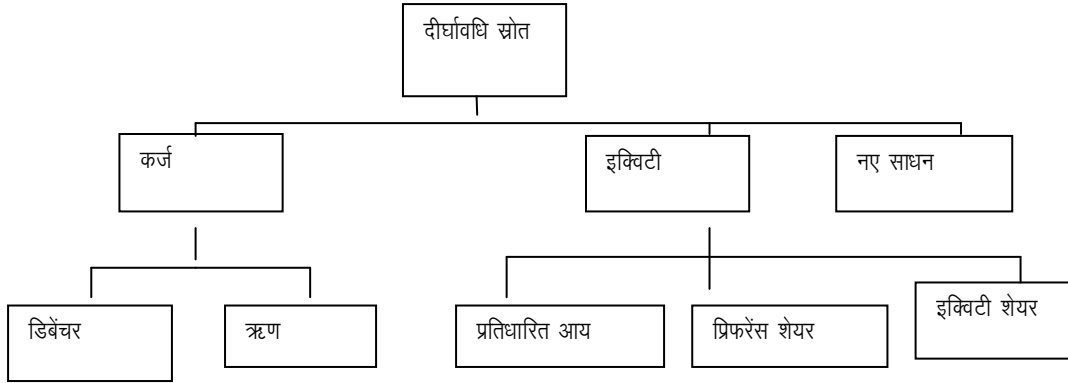 दीर्घावधि स्रोत
कर्ज
इक्विटी
नए साधन
डिबेंचर
ऋण
प्रतिधारित आय
प्रिफरेंस शेयर
इक्विटी शेयर